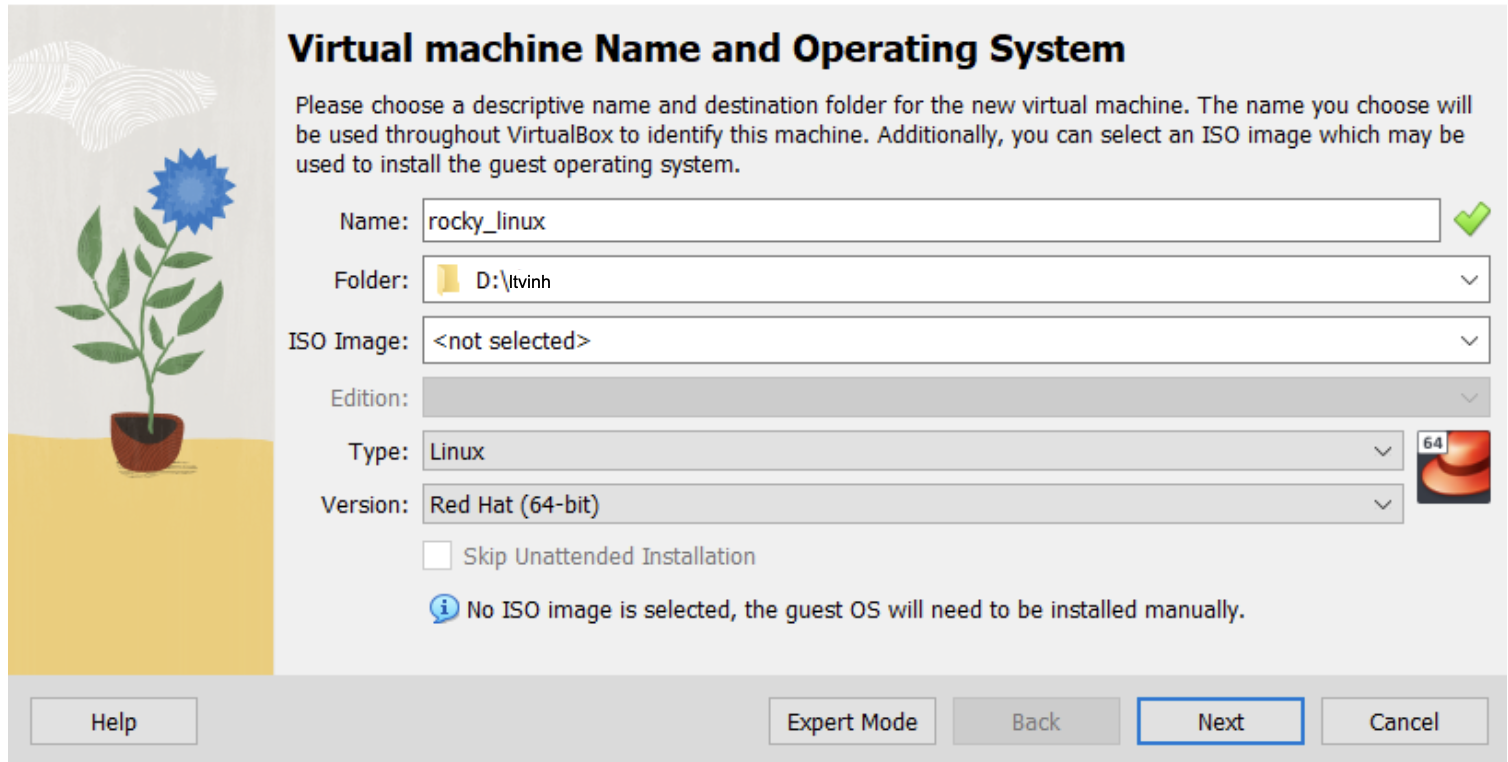 Virtual machine Name and Operating System
Please choose a descriptive name and destination folder for the new virtual machine. The name you choose will
be used throughout VirtualBox to identify this machine. Additionally, you can select an ISO image which may be
used to install the guest operating system.
Name: rocky_linux
Folder: D:\ltvinh
ISO Image: <not selected>
Edition:
Type: Linux
64
Version: Red Hat (64-bit)
Skip Unattended Installation
No ISO image is selected, the guest OS will need to be installed manually.
Help Expert Mode Back Next Cancel